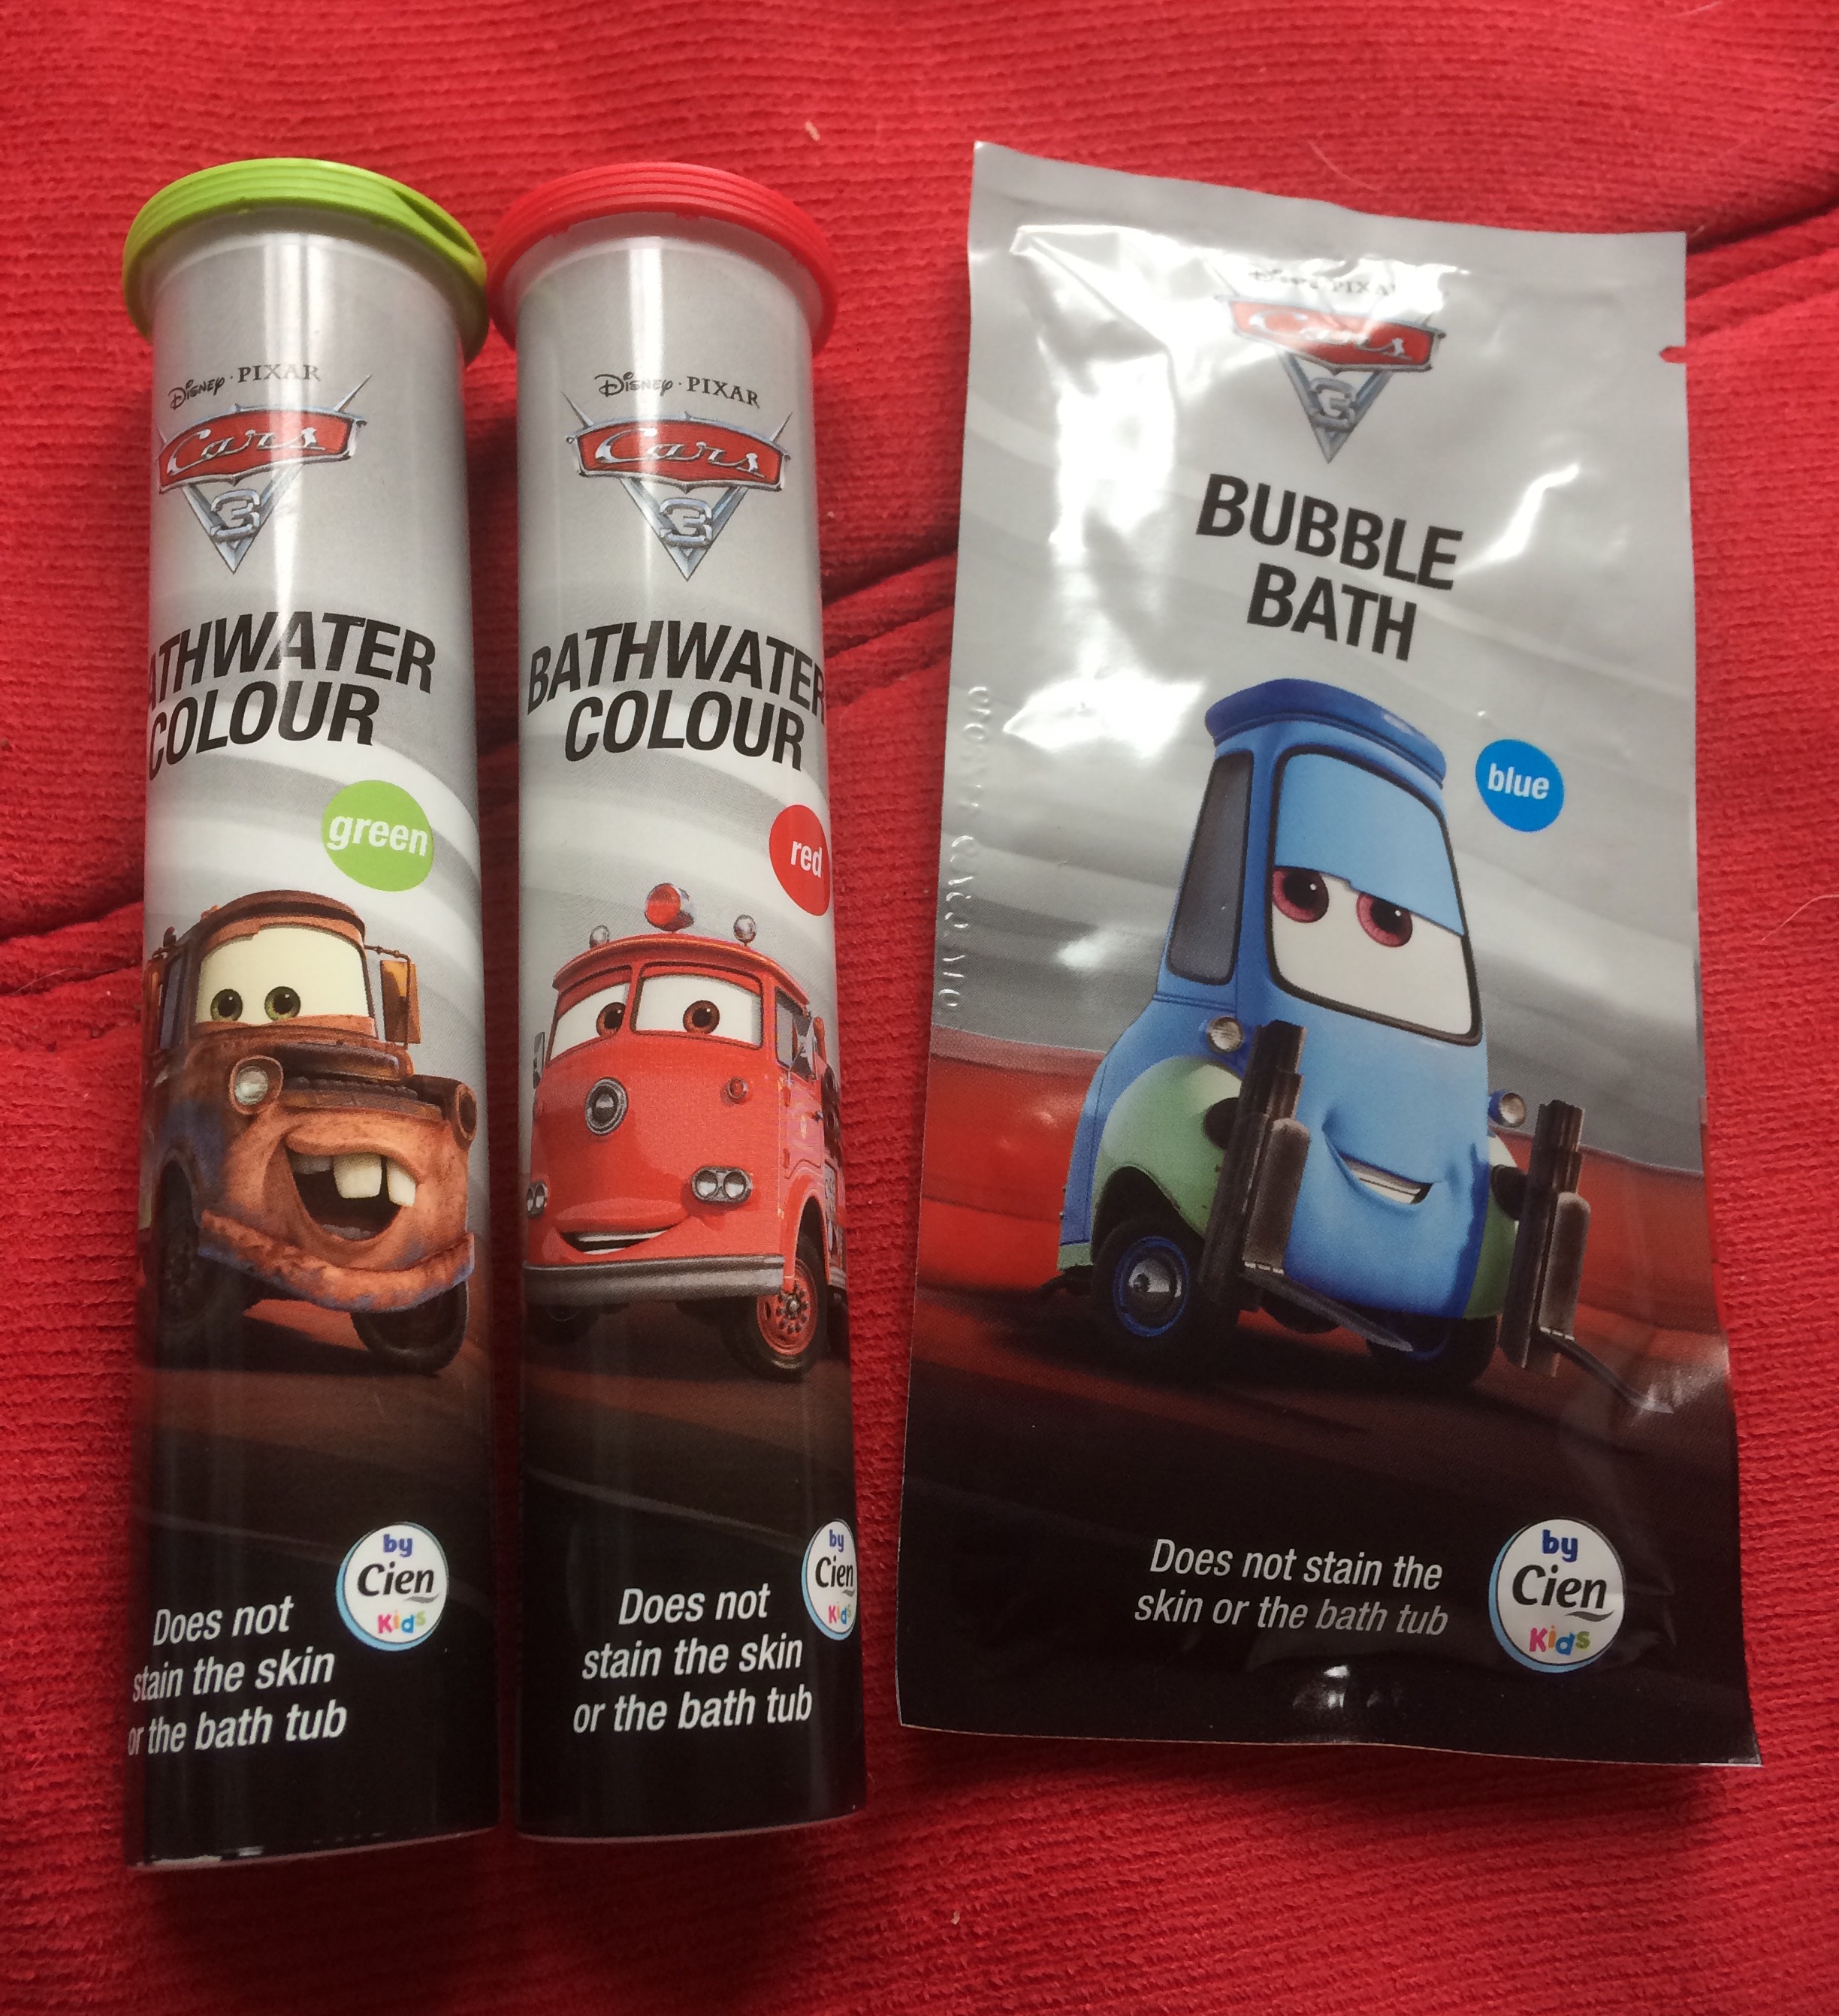 Disney · PIXAR
Cars
3
ATHWATER
COLOUR
green
by
Cien
Kids
Does not
stain the skin
or the bath tub
Disney · PIXAR
Cars
3
BATHWATER
COLOUR
red
by
Cien
Kids
Does not
stain the skin
or the bath tub
Disney · PIXAR
Cars
3
BUBBLE
BATH
blue
Does not stain the
skin or the bath tub
by
Cien
Kids